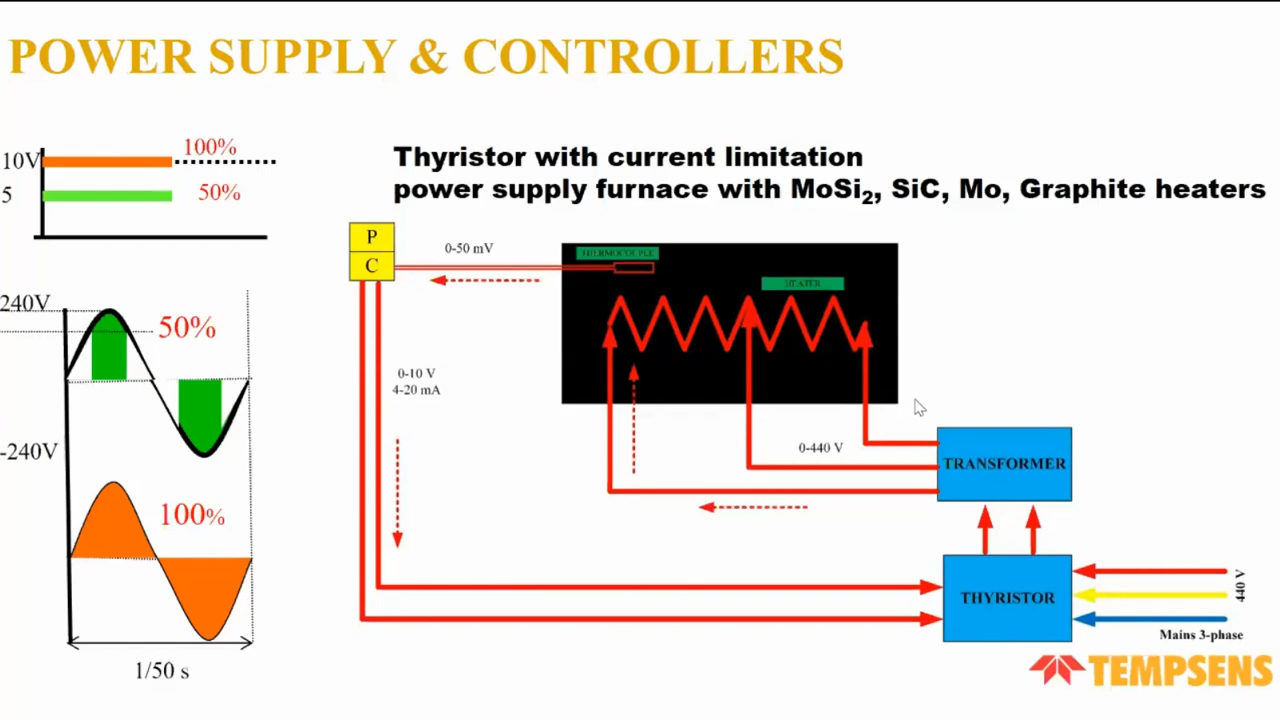 POWER SUPPLY & CONTROLLERS
10V
100%
5
50%
Thyristor with current limitation
power supply furnace with MoSi₂, SiC, Mo, Graphite heaters
P
C
0-50 mV
THERMOCOUPLE
HEATER
240V
50%
-240V
0-10 V
4-20 mA
0-440 V
TRANSFORMER
100%
THYRISTOR
440 V
Mains 3-phase
1/50 s
TEMPSENS